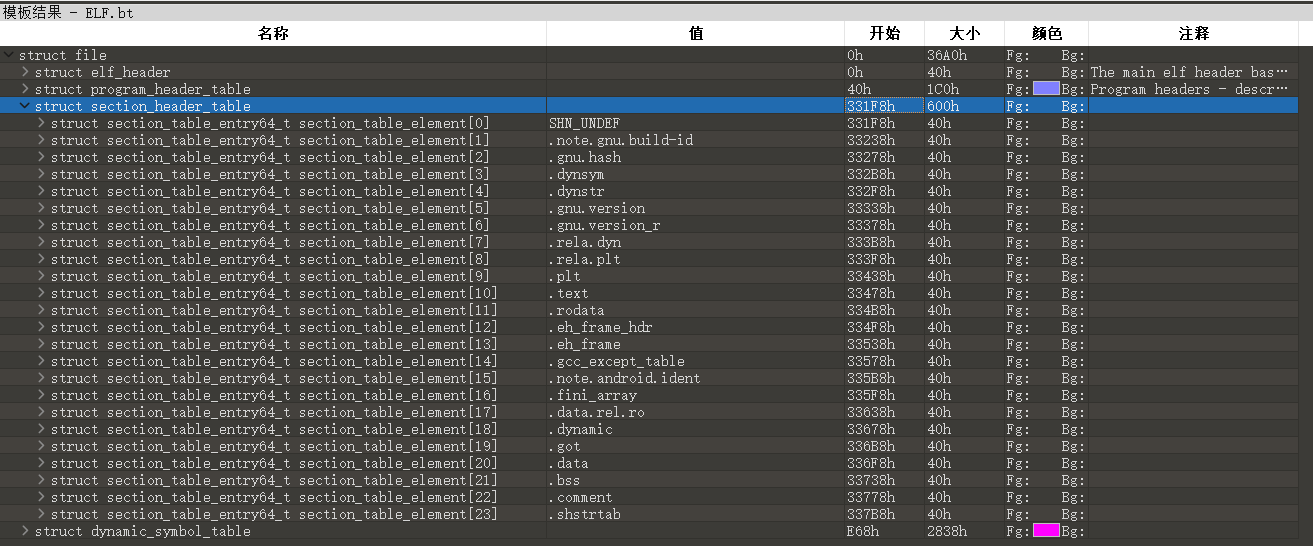 模板结果 - ELF.bt
名称 值 开始 大小 颜色 注释
struct file 0h 36A0h Fg: Bg:
struct elf_header 0h 40h Fg: Bg: The main elf header bas…
struct program_header_table 40h 1C0h Fg: Bg: Program headers - descr…
struct section_header_table 331F8h 600h Fg: Bg:
struct section_table_entry64_t section_table_element[0] SHN_UNDEF 331F8h 40h Fg: Bg:
struct section_table_entry64_t section_table_element[1] .note.gnu.build-id 33238h 40h Fg: Bg:
struct section_table_entry64_t section_table_element[2] .gnu.hash 33278h 40h Fg: Bg:
struct section_table_entry64_t section_table_element[3] .dynsym 332B8h 40h Fg: Bg:
struct section_table_entry64_t section_table_element[4] .dynstr 332F8h 40h Fg: Bg:
struct section_table_entry64_t section_table_element[5] .gnu.version 33338h 40h Fg: Bg:
struct section_table_entry64_t section_table_element[6] .gnu.version_r 33378h 40h Fg: Bg:
struct section_table_entry64_t section_table_element[7] .rela.dyn 333B8h 40h Fg: Bg:
struct section_table_entry64_t section_table_element[8] .rela.plt 333F8h 40h Fg: Bg:
struct section_table_entry64_t section_table_element[9] .plt 33438h 40h Fg: Bg:
struct section_table_entry64_t section_table_element[10] .text 33478h 40h Fg: Bg:
struct section_table_entry64_t section_table_element[11] .rodata 334B8h 40h Fg: Bg:
struct section_table_entry64_t section_table_element[12] .eh_frame_hdr 334F8h 40h Fg: Bg:
struct section_table_entry64_t section_table_element[13] .eh_frame 33538h 40h Fg: Bg:
struct section_table_entry64_t section_table_element[14] .gcc_except_table 33578h 40h Fg: Bg:
struct section_table_entry64_t section_table_element[15] .note.android.ident 335B8h 40h Fg: Bg:
struct section_table_entry64_t section_table_element[16] .fini_array 335F8h 40h Fg: Bg:
struct section_table_entry64_t section_table_element[17] .data.rel.ro 33638h 40h Fg: Bg:
struct section_table_entry64_t section_table_element[18] .dynamic 33678h 40h Fg: Bg:
struct section_table_entry64_t section_table_element[19] .got 336B8h 40h Fg: Bg:
struct section_table_entry64_t section_table_element[20] .data 336F8h 40h Fg: Bg:
struct section_table_entry64_t section_table_element[21] .bss 33738h 40h Fg: Bg:
struct section_table_entry64_t section_table_element[22] .comment 33778h 40h Fg: Bg:
struct section_table_entry64_t section_table_element[23] .shstrtab 337B8h 40h Fg: Bg:
struct dynamic_symbol_table E68h 2838h Fg: Bg: